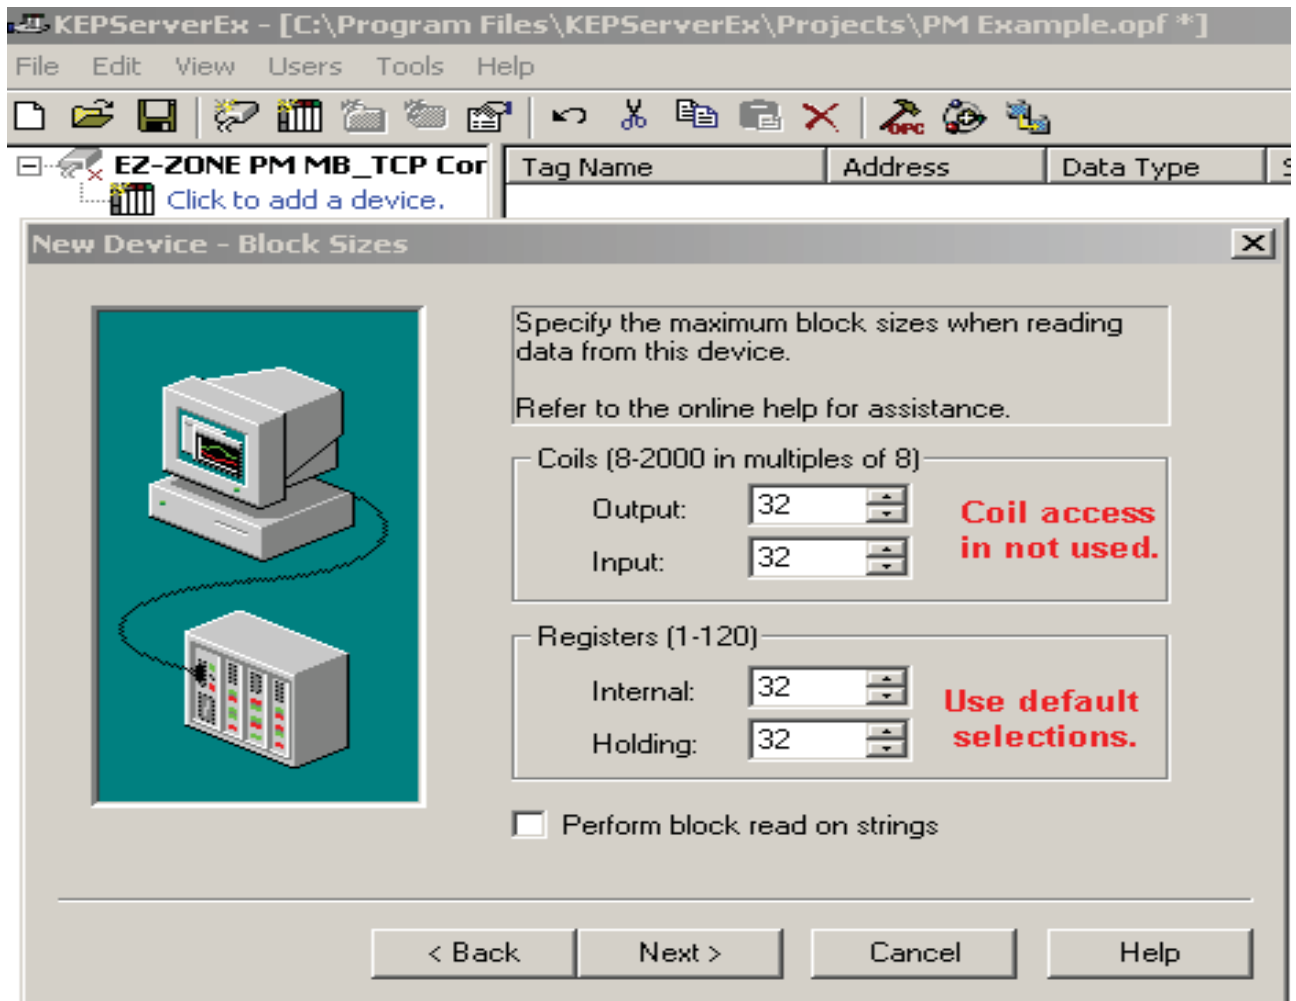 KEPServerEx - [C:\Program Files\KEPServerEx\Projects\PM Example.opf *]
File Edit View Users Tools Help
OPC
EZ-ZONE PM MB_TCP Cor
Tag Name Address Data Type S
Click to add a device.
New Device - Block Sizes
Specify the maximum block sizes when reading
data from this device.
Refer to the online help for assistance.
Coils (8-2000 in multiples of 8)
Output: 32
Input: 32
Coil access
in not used.
Registers (1-120)
Internal: 32
Holding: 32
Use default
selections.
Perform block read on strings
< Back Next > Cancel Help